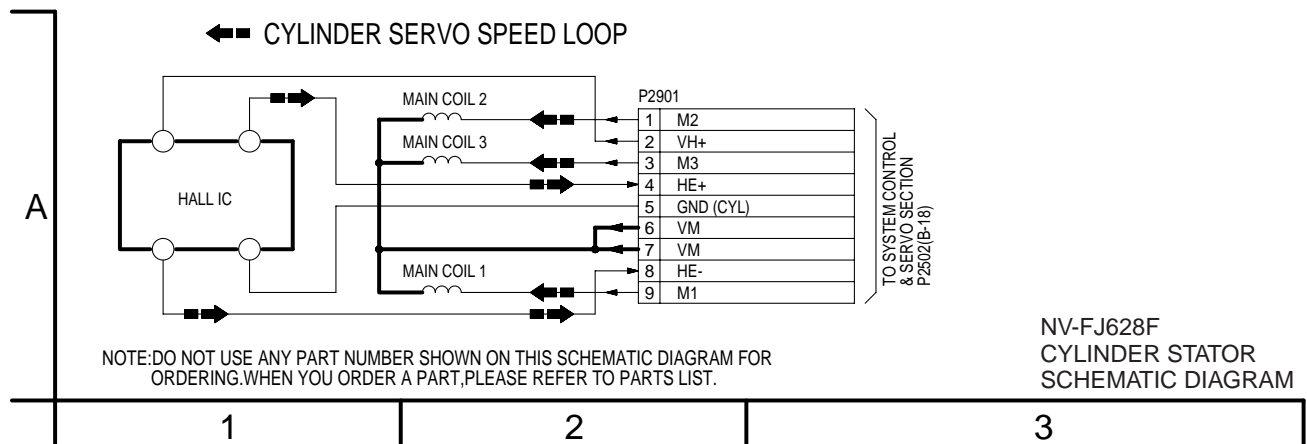 CYLINDER SERVO SPEED LOOP
P2901
MAIN COIL 2
1 M2
2 VH+
MAIN COIL 3
3 M3
4 HE+
HALL IC
5 GND (CYL)
6 VM
7 VM
MAIN COIL 1
8 HE-
9 M1
TO SYSTEM CONTROL
& SERVO SECTION
P2502(B-18)
A
NOTE:DO NOT USE ANY PART NUMBER SHOWN ON THIS SCHEMATIC DIAGRAM FOR
ORDERING.WHEN YOU ORDER A PART,PLEASE REFER TO PARTS LIST.
NV-FJ628F
CYLINDER STATOR
SCHEMATIC DIAGRAM
1 2 3